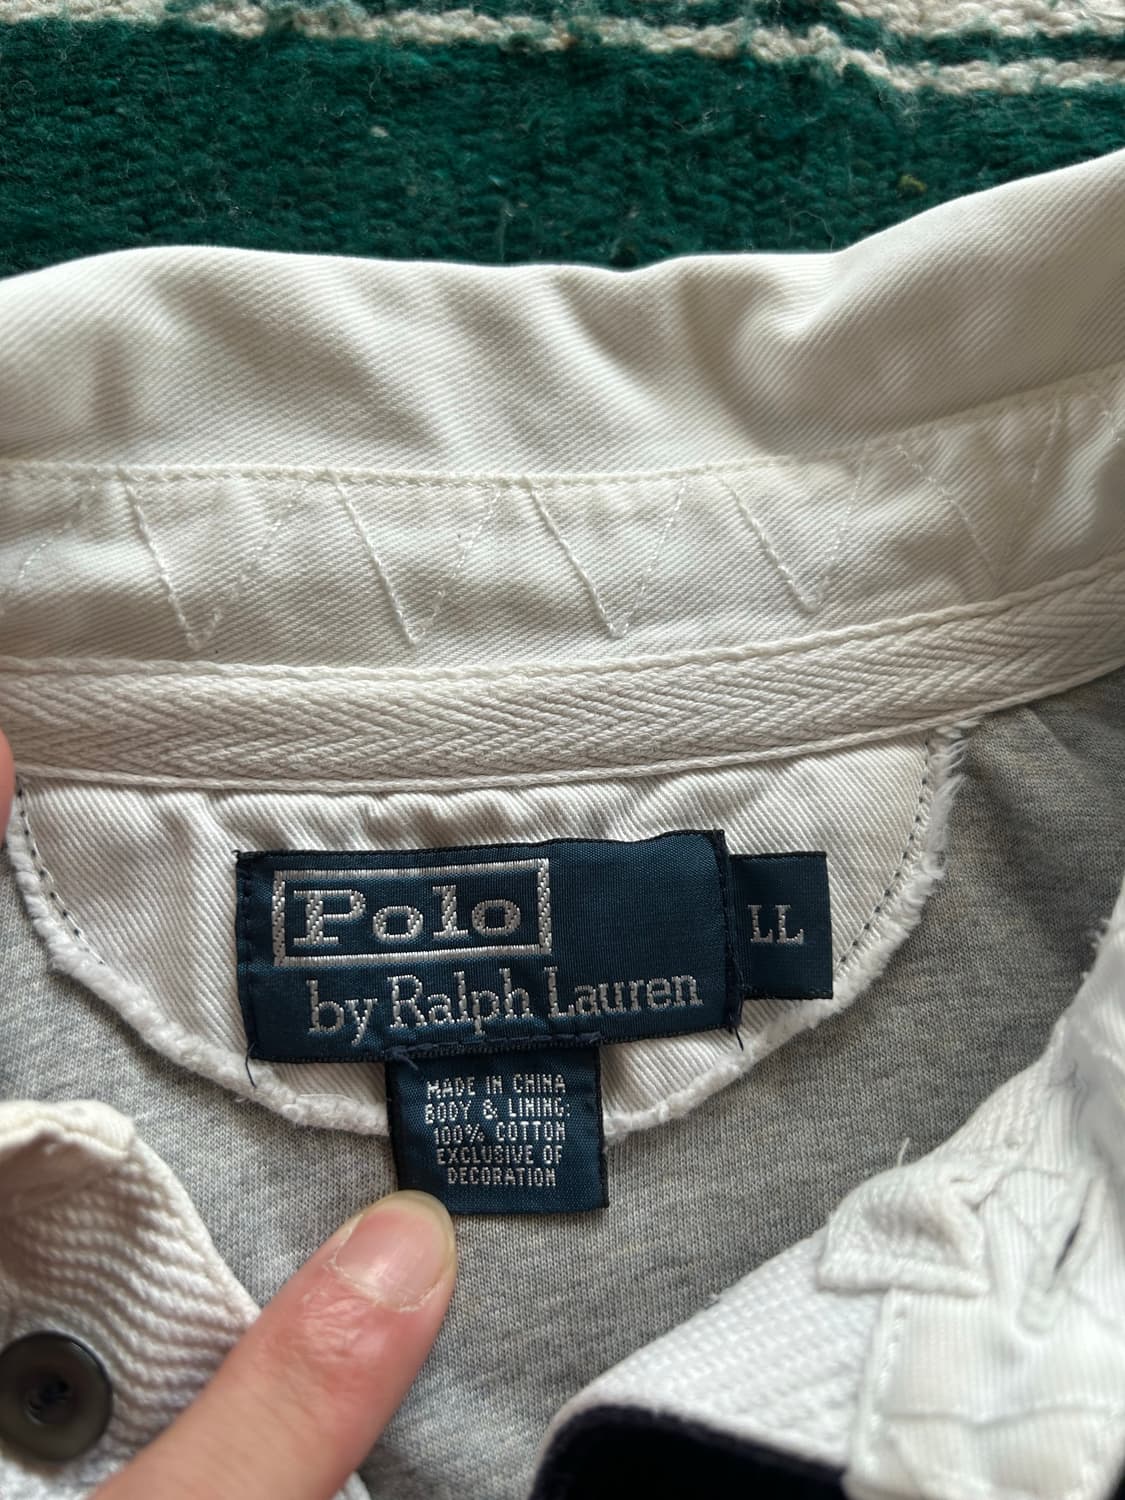 Polo
by Ralph Lauren
LL
MADE IN CHINA
BODY & LINING:
100% COTTON
EXCLUSIVE OF
DECORATION